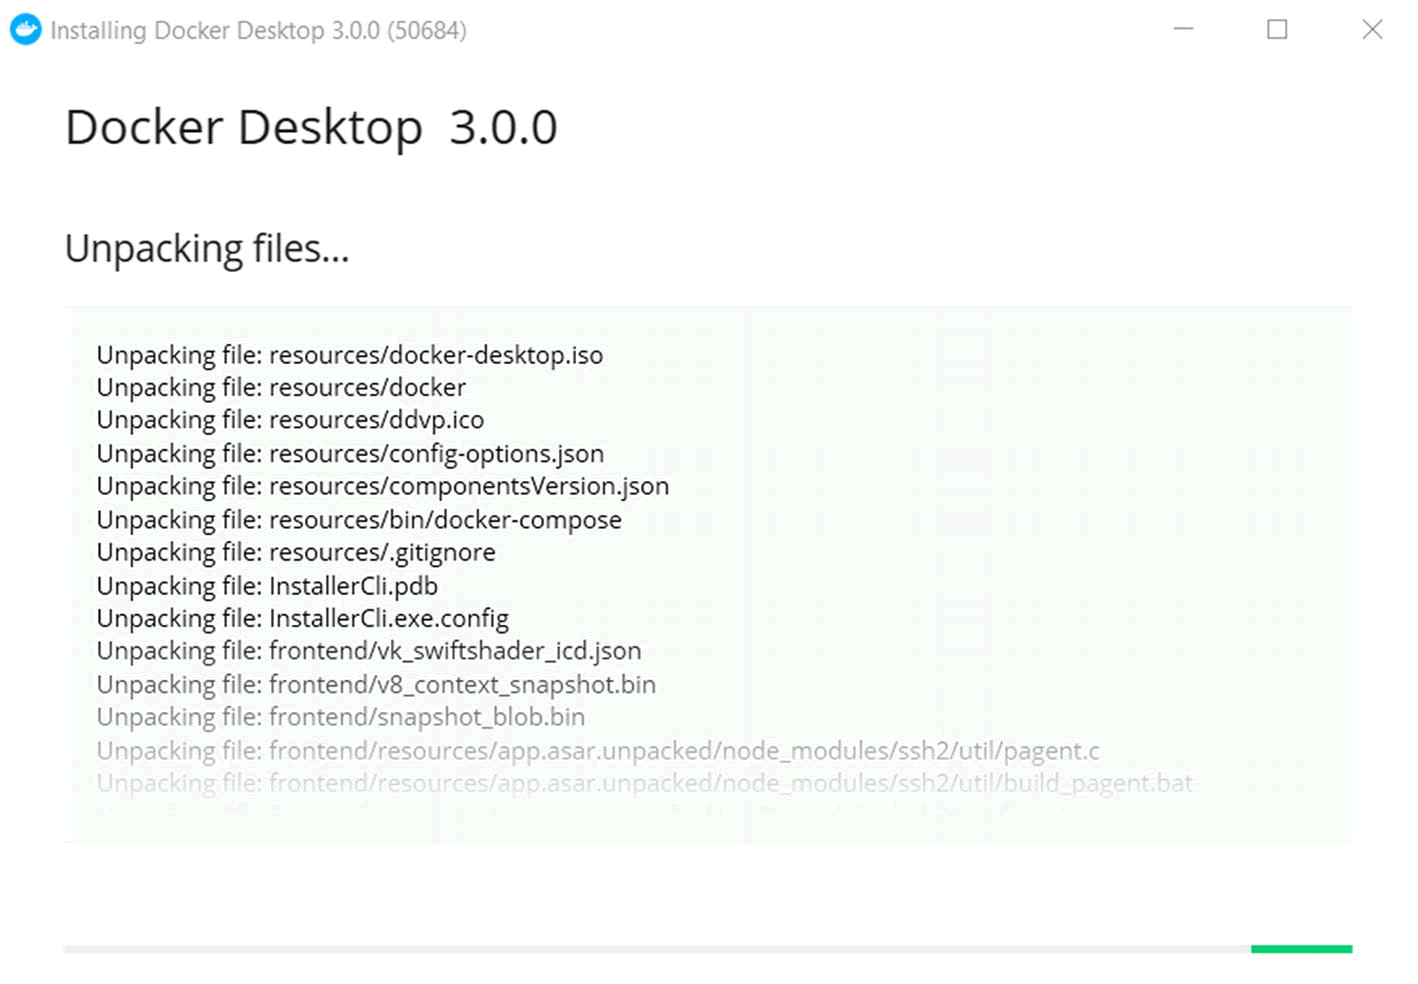 Installing Docker Desktop 3.0.0 (50684)
Docker Desktop 3.0.0
Unpacking files...
Unpacking file: resources/docker-desktop.iso
Unpacking file: resources/docker
Unpacking file: resources/ddvp.ico
Unpacking file: resources/config-options.json
Unpacking file: resources/componentsVersion.json
Unpacking file: resources/bin/docker-compose
Unpacking file: resources/.gitignore
Unpacking file: InstallerCli.pdb
Unpacking file: InstallerCli.exe.config
Unpacking file: frontend/vk_swiftshader_icd.json
Unpacking file: frontend/v8_context_snapshot.bin
Unpacking file: frontend/snapshot_blob.bin
Unpacking file: frontend/resources/app.asar.unpacked/node_modules/ssh2/util/pagent.c
Unpacking file: frontend/resources/app.asar.unpacked/node_modules/ssh2/util/build_pagent.bat